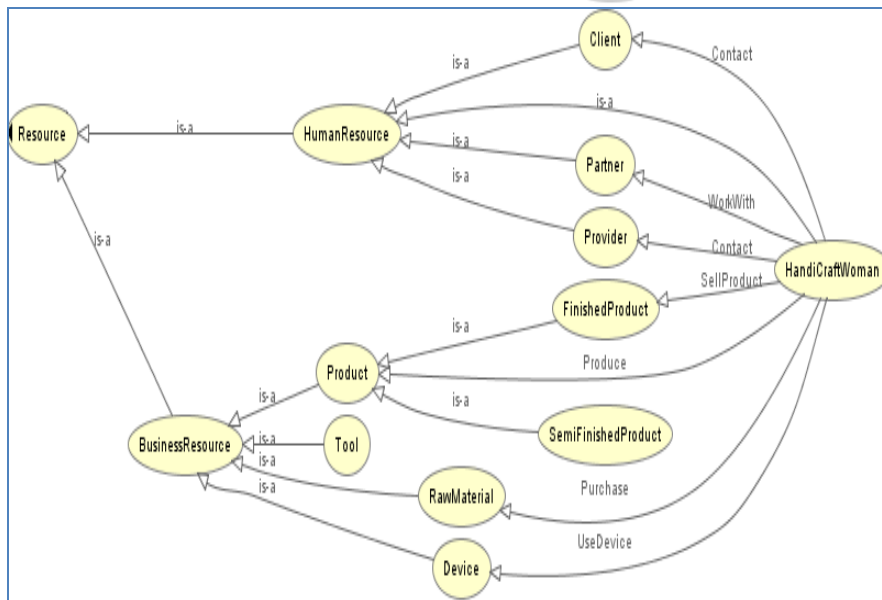 Client
Contact
is-a
is-a
Resource
is-a
HumanResource
is-a
Partner
is-a
WorkWith
Provider
Contact
is-a
HandiCraftWoman
SellProduct
FinishedProduct
is-a
Product
Produce
is-a
is-a
BusinessResource
is-a
Tool
SemiFinishedProduct
is-a
is-a
RawMaterial
Purchase
UseDevice
Device